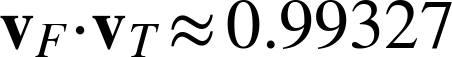 𝐯_F · 𝐯_T ≈ 0.99327